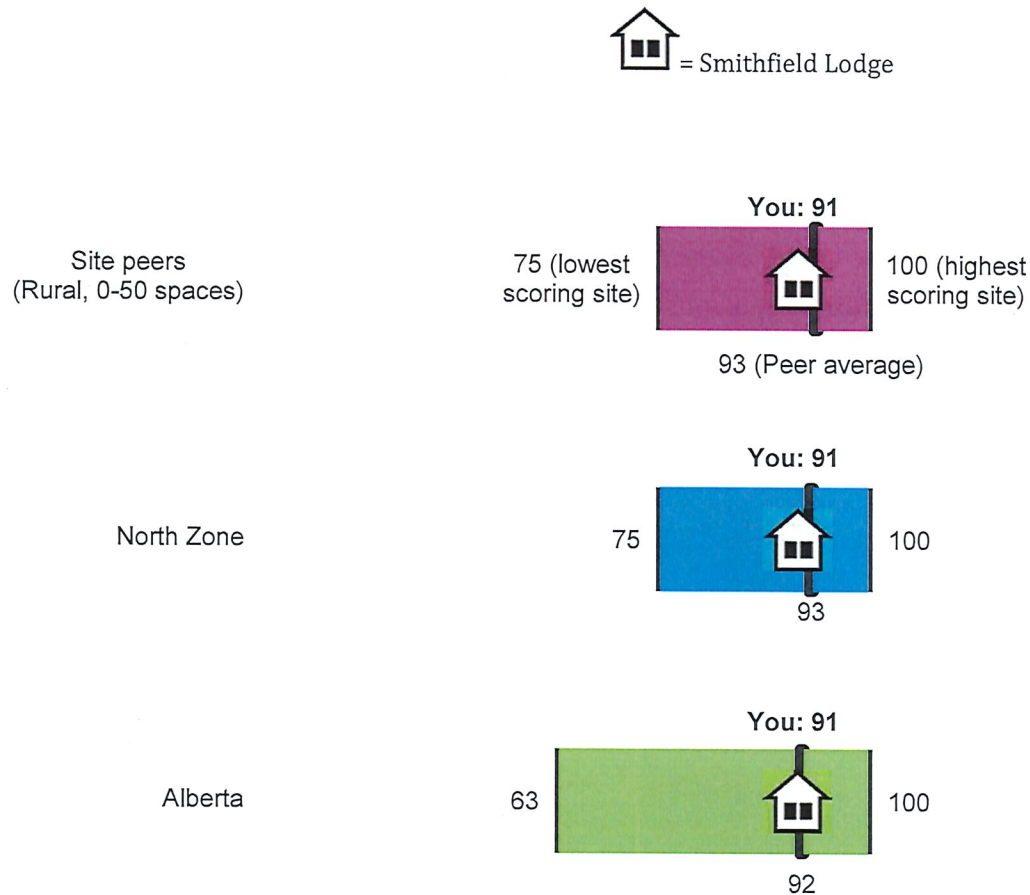 = Smithfield Lodge
You: 91
Site peers
(Rural, 0-50 spaces)
75 (lowest
scoring site)
100 (highest
scoring site)
93 (Peer average)
You: 91
North Zone
75
100
93
You: 91
Alberta
63
100
92